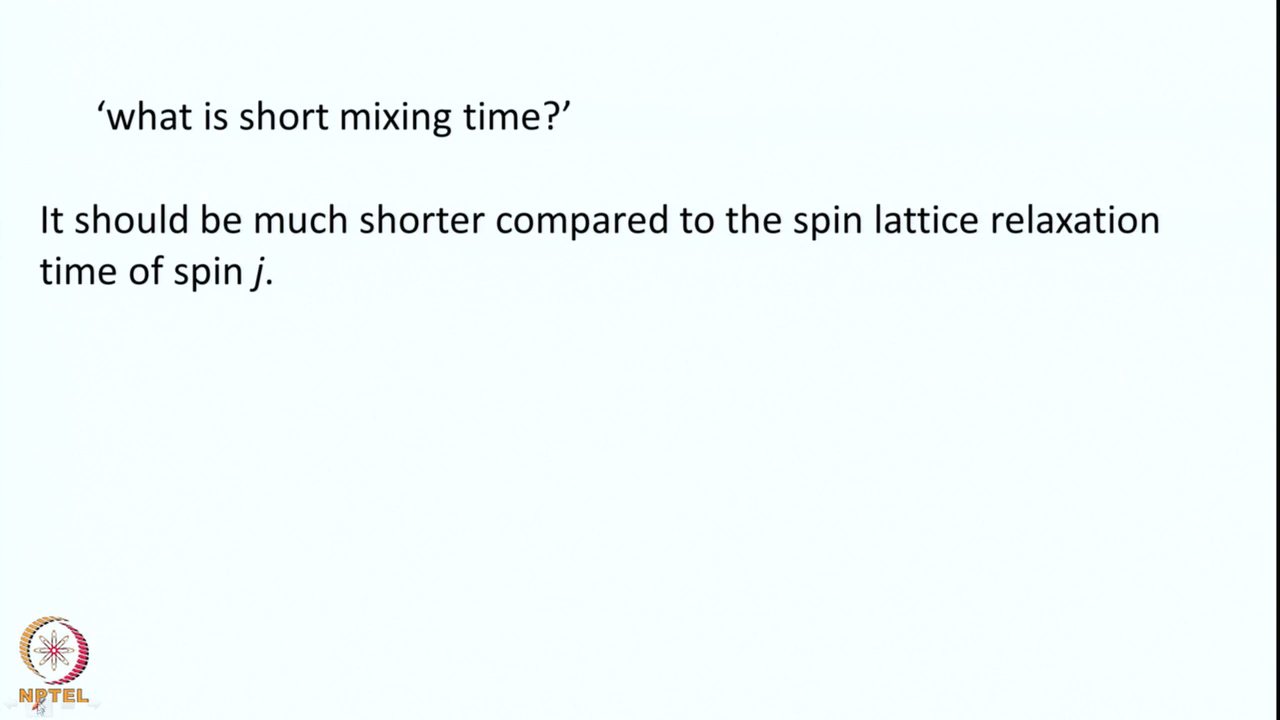 ‘what is short mixing time?’
It should be much shorter compared to the spin lattice relaxation
time of spin j.
NPTEL